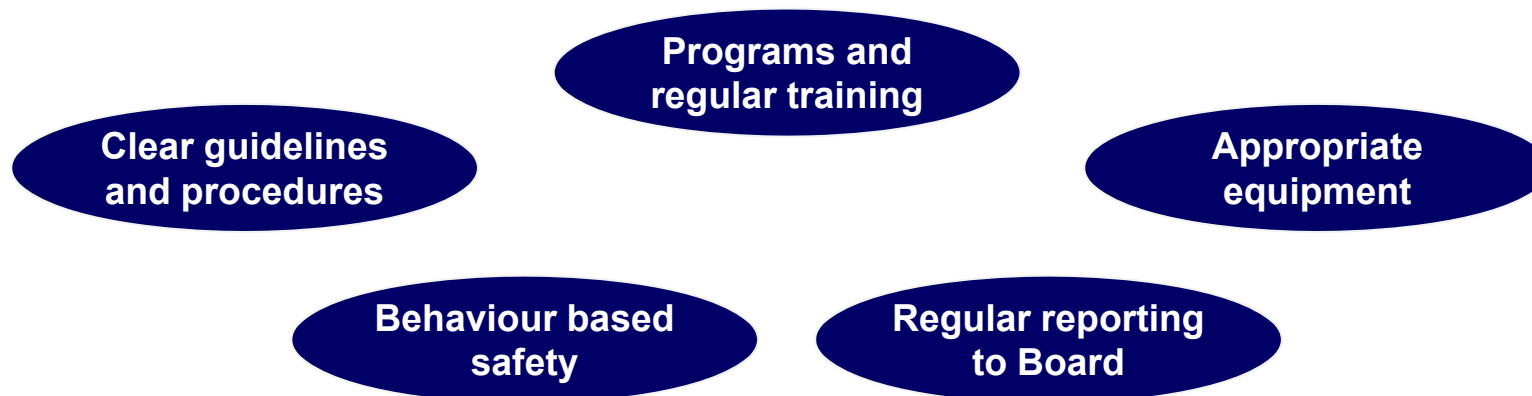 Programs and
regular training
Clear guidelines
and procedures
Appropriate
equipment
Behaviour based
safety
Regular reporting
to Board